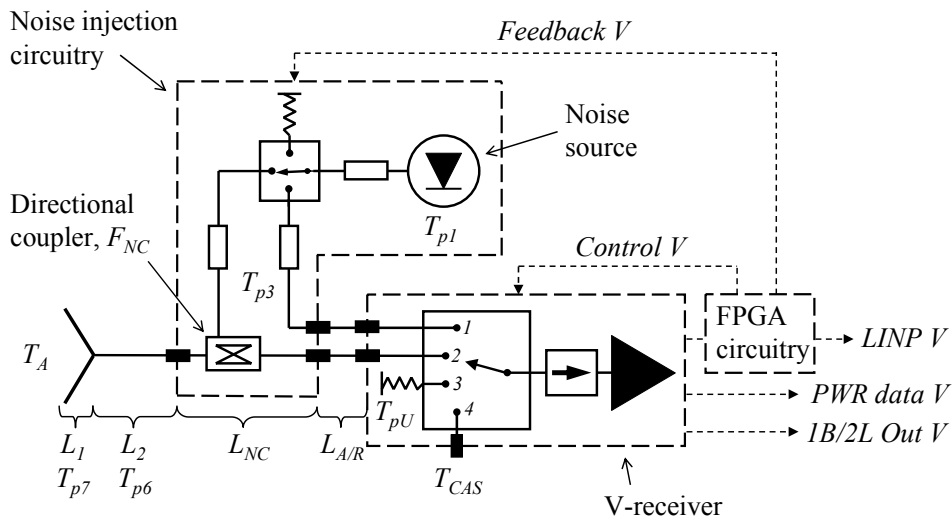 Noise injection
circuitry
Feedback V
Noise
source
Directional
coupler, F_NC
T_p1
T_p3
Control V
FPGA
circuitry
LINP V
T_A
1
2
3
4
T_pU
PWR data V
1B/2L Out V
L_1 L_2 L_NC L_A/R
T_p7 T_p6
T_CAS
V-receiver